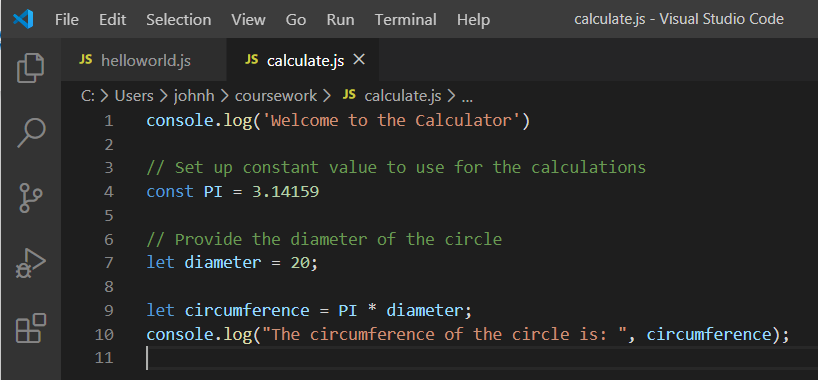 File Edit Selection View Go Run Terminal Help calculate.js - Visual Studio Code
JS helloworld.js JS calculate.js ×
C: > Users > johnh > coursework > JS calculate.js > ...
1 console.log('Welcome to the Calculator')
2
3 // Set up constant value to use for the calculations
4 const PI = 3.14159
5
6 // Provide the diameter of the circle
7 let diameter = 20;
8
9 let circumference = PI * diameter;
10 console.log("The circumference of the circle is: ", circumference);
11